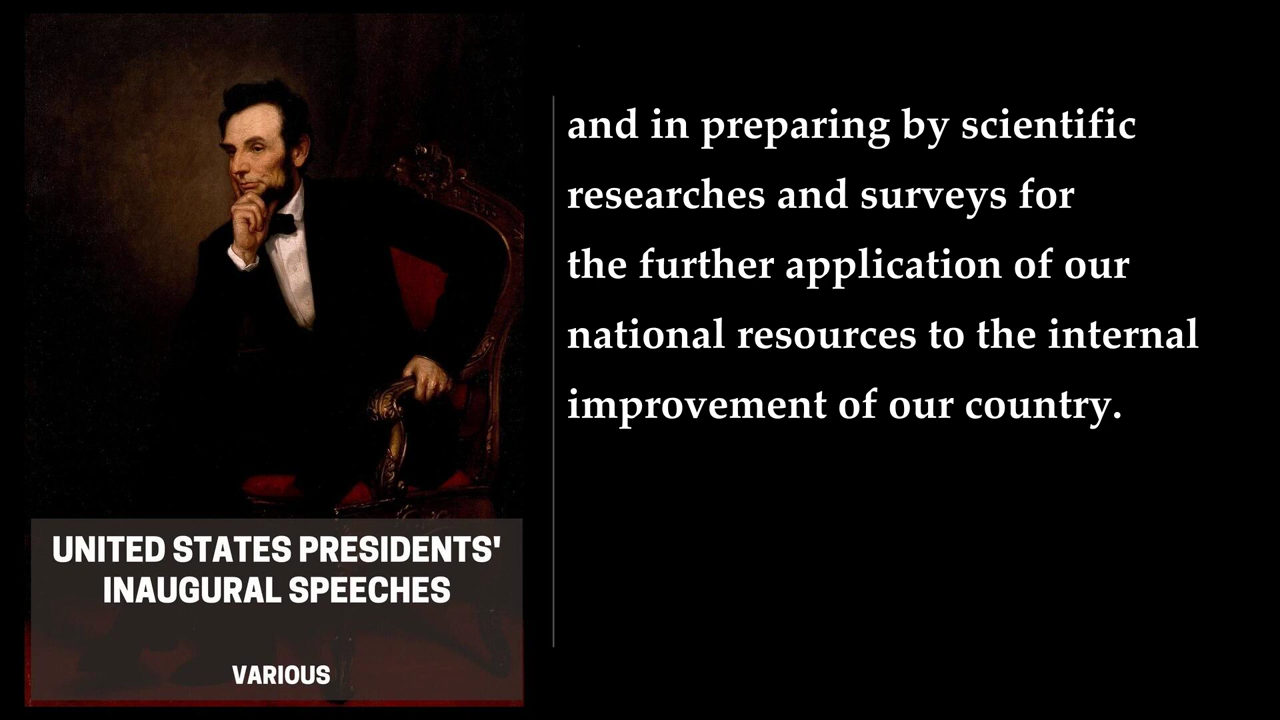 and in preparing by scientific
researches and surveys for
the further application of our
national resources to the internal
improvement of our country.
UNITED STATES PRESIDENTS'
INAUGURAL SPEECHES
VARIOUS